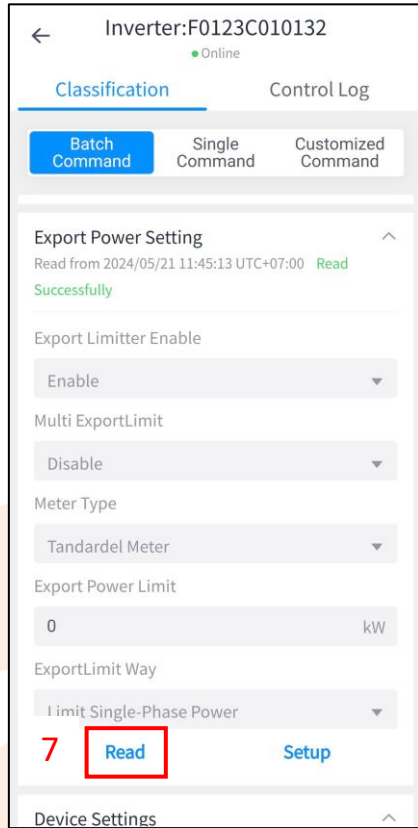 Inverter:F0123C010132
Online
Classification
Control Log
Batch Command
Single Command
Customized Command
Export Power Setting
Read from 2024/05/21 11:45:13 UTC+07:00 Read
Successfully
Export Limitter Enable
Enable
Multi ExportLimit
Disable
Meter Type
Tandardel Meter
Export Power Limit
0 kW
ExportLimit Way
Limit Single-Phase Power
7 Read Setup
Device Settings